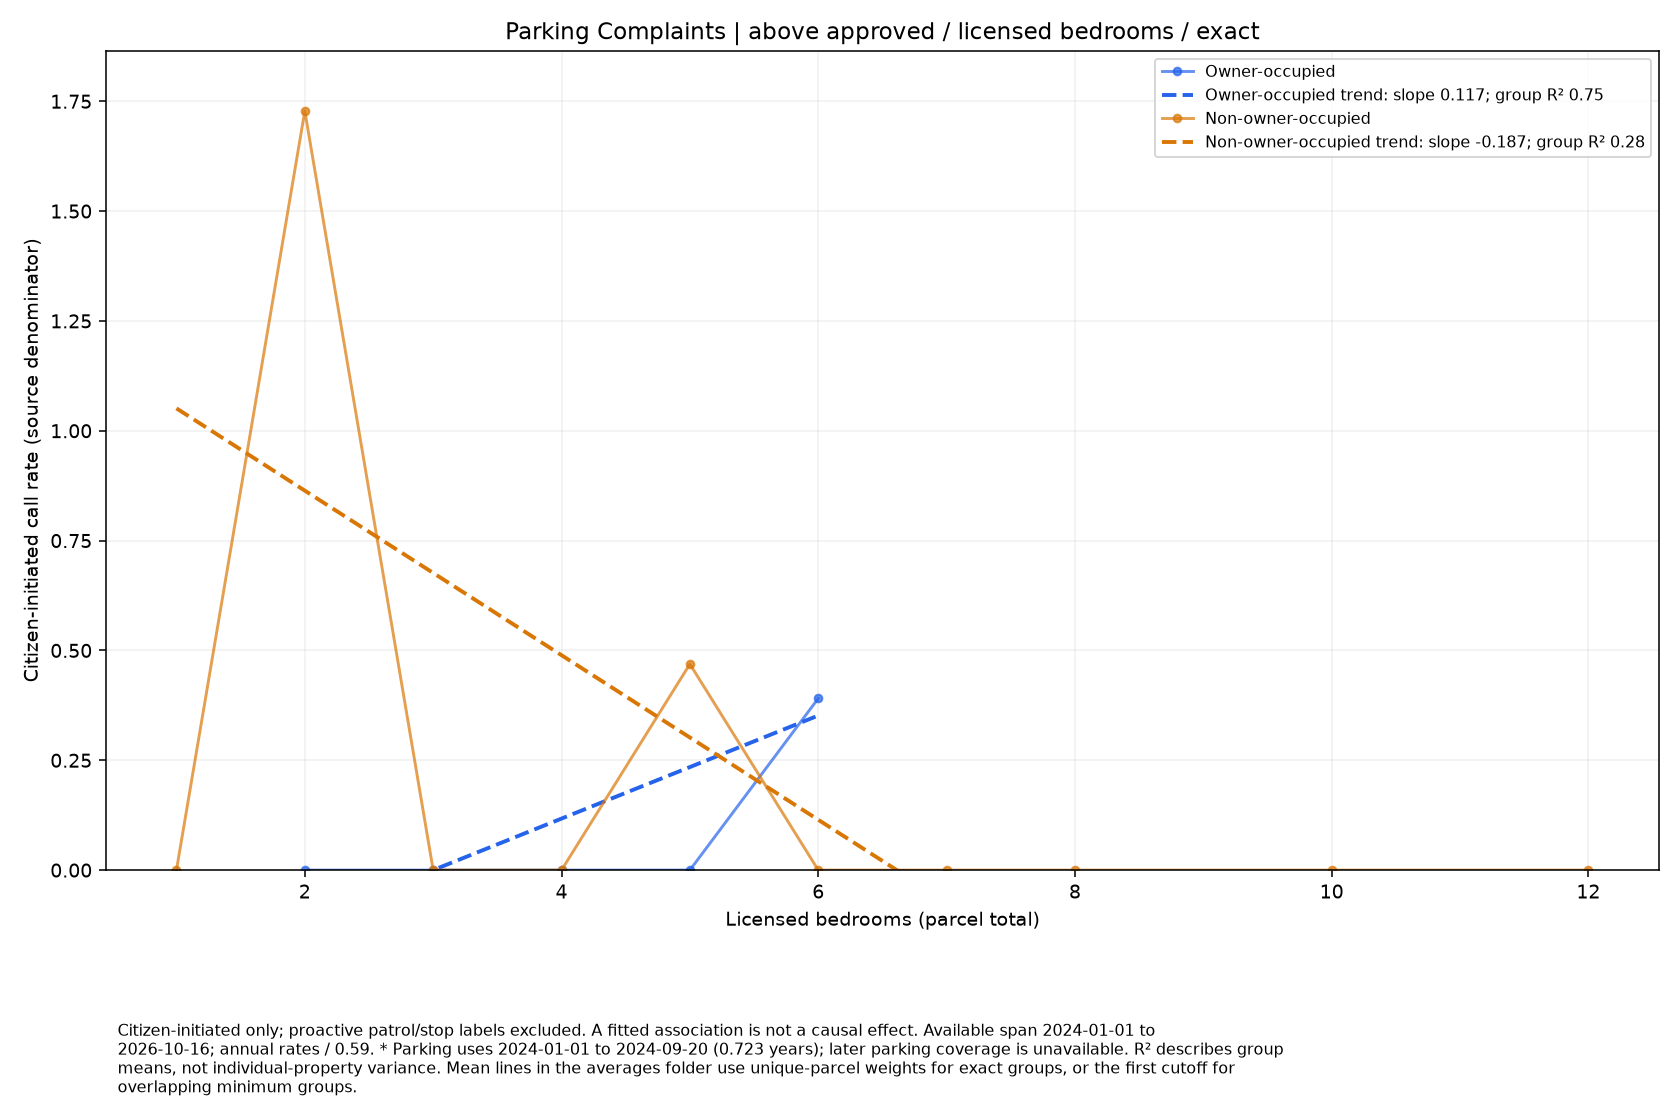 Parking Complaints | above approved / licensed bedrooms / exact
Owner-occupied
Owner-occupied trend: slope 0.117; group R² 0.75
Non-owner-occupied
Non-owner-occupied trend: slope -0.187; group R² 0.28
Citizen-initiated call rate (source denominator)
1.75
1.50
1.25
1.00
0.75
0.50
0.25
0.00
2 4 6 8 10 12
Licensed bedrooms (parcel total)
Citizen-initiated only; proactive patrol/stop labels excluded. A fitted association is not a causal effect. Available span 2024-01-01 to
2026-10-16; annual rates / 0.59. * Parking uses 2024-01-01 to 2024-09-20 (0.723 years); later parking coverage is unavailable. R² describes group
means, not individual-property variance. Mean lines in the averages folder use unique-parcel weights for exact groups, or the first cutoff for
overlapping minimum groups.